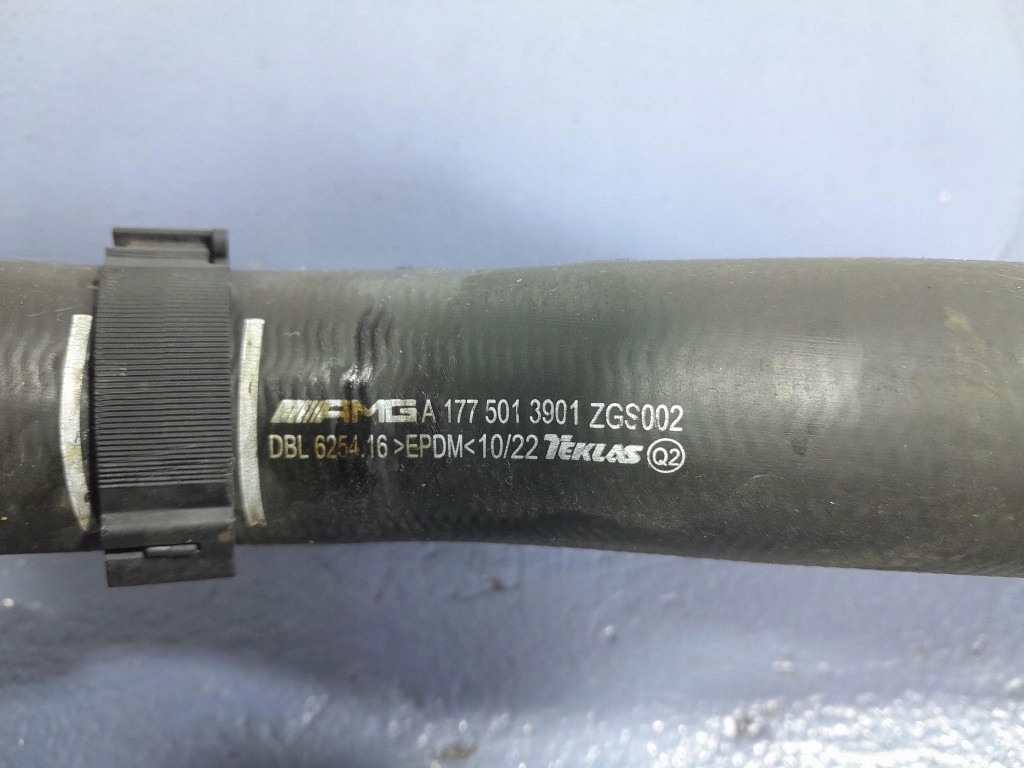 AMG A 177 501 3901 ZGS002
DBL 6254.16 >EPDM< 10/22 TEKLAS Q2